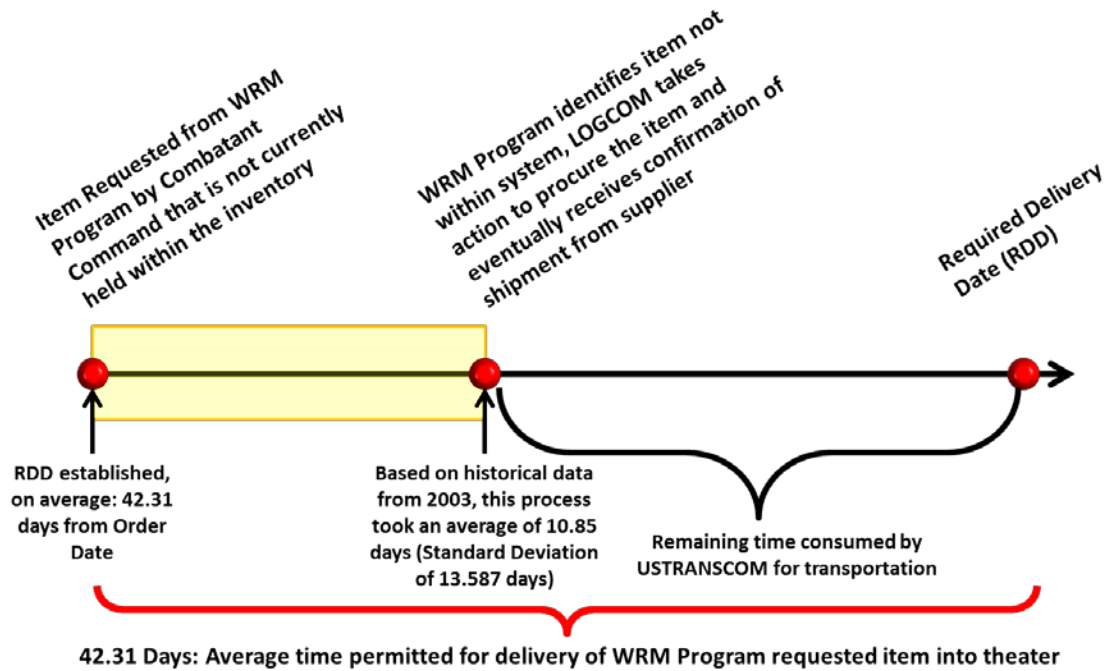 Item Requested from WRM
Program by Combatant
Command that is not currently
held within the inventory
WRM Program identifies item not
within system, LOGCOM takes
action to procure the item and
eventually receives confirmation of
shipment from supplier
Required Delivery
Date (RDD)
RDD established,
on average: 42.31
days from Order
Date
Based on historical data
from 2003, this process
took an average of 10.85
days (Standard Deviation
of 13.587 days)
Remaining time consumed by
USTRANSCOM for transportation
42.31 Days: Average time permitted for delivery of WRM Program requested item into theater